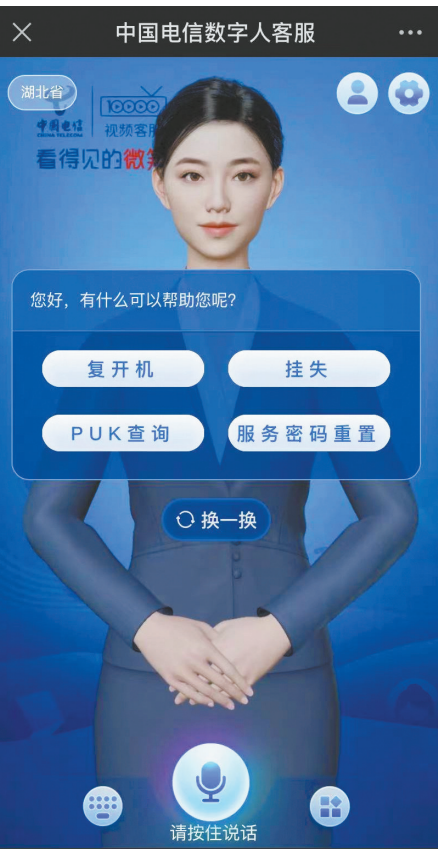 中国电信数字人客服
湖北省
中国电信
CHINA TELECOM
10000
视频客服
看得见的微笑
您好，有什么可以帮助您呢?
复开机
挂失
PUK查询
服务密码重置
换一换
请按住说话